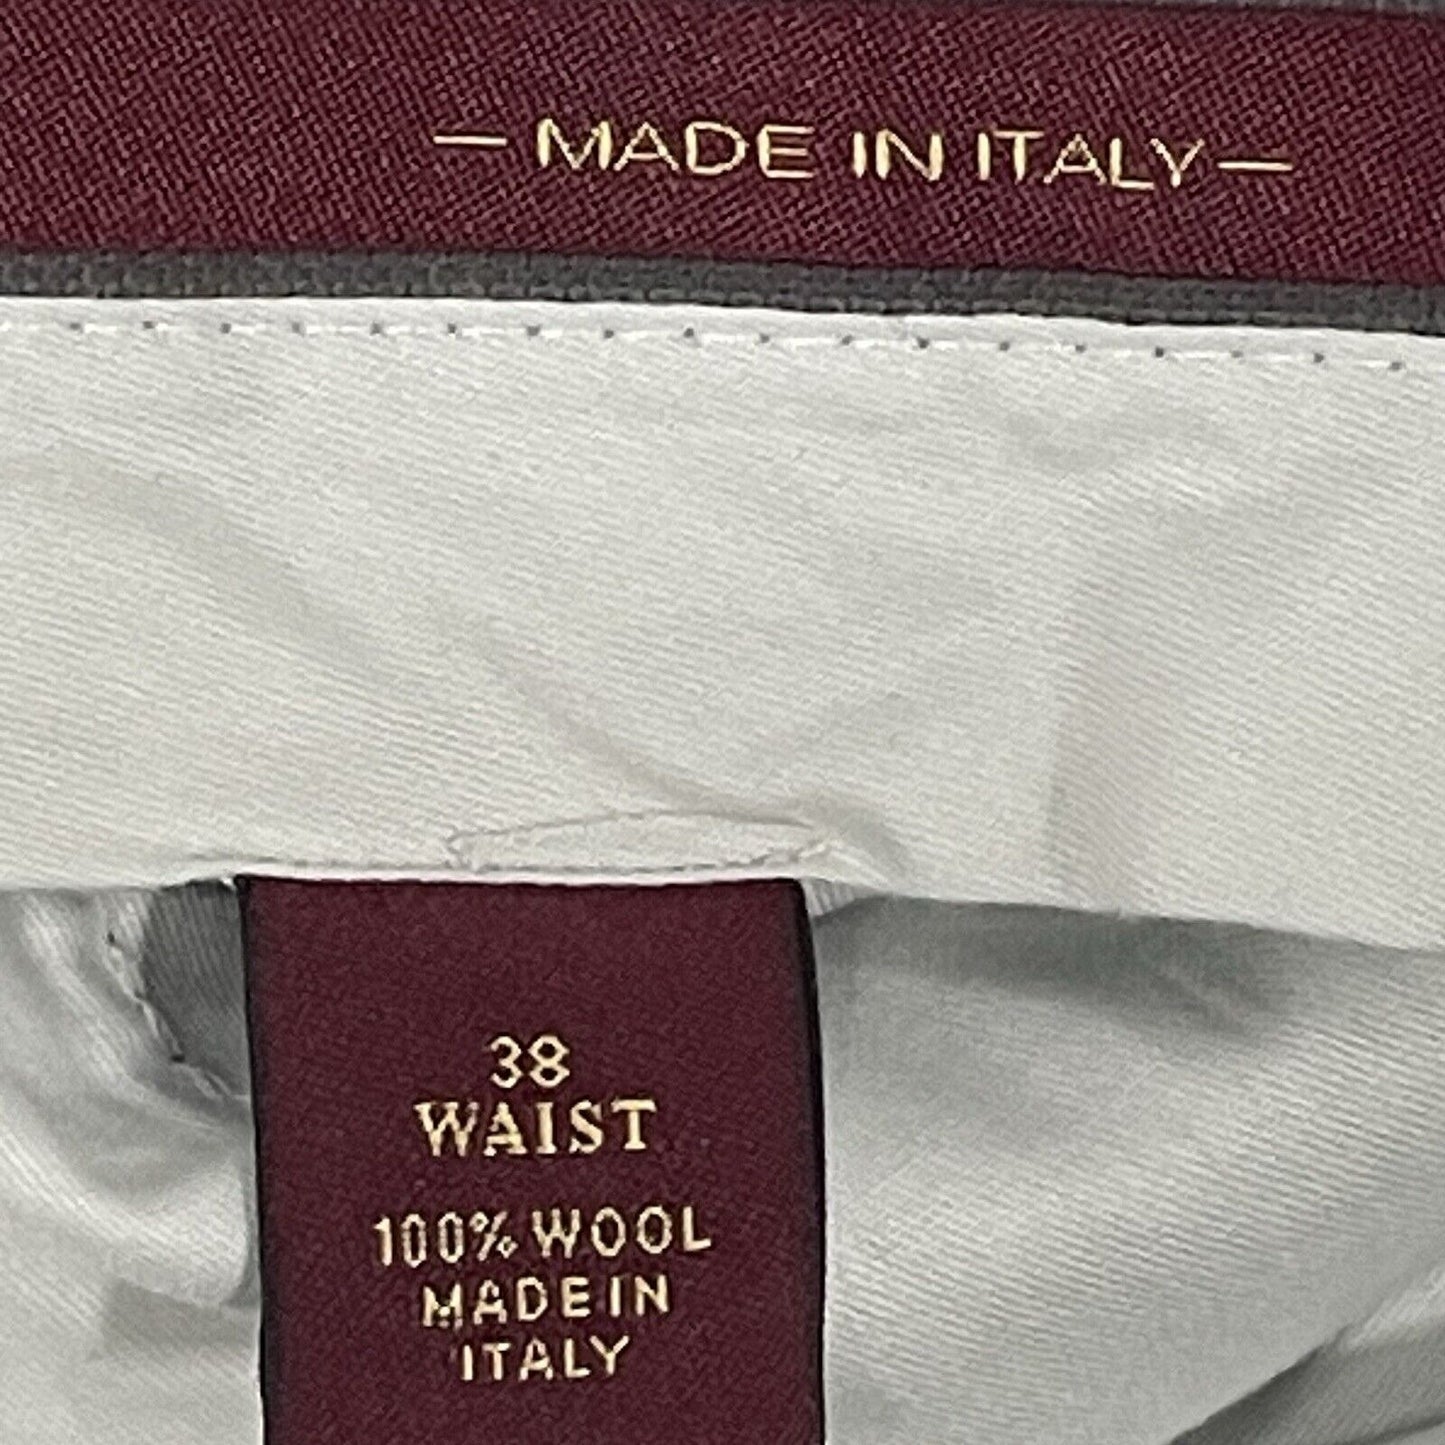 — MADE IN ITALY —
38
WAIST
100% WOOL
MADE IN
ITALY